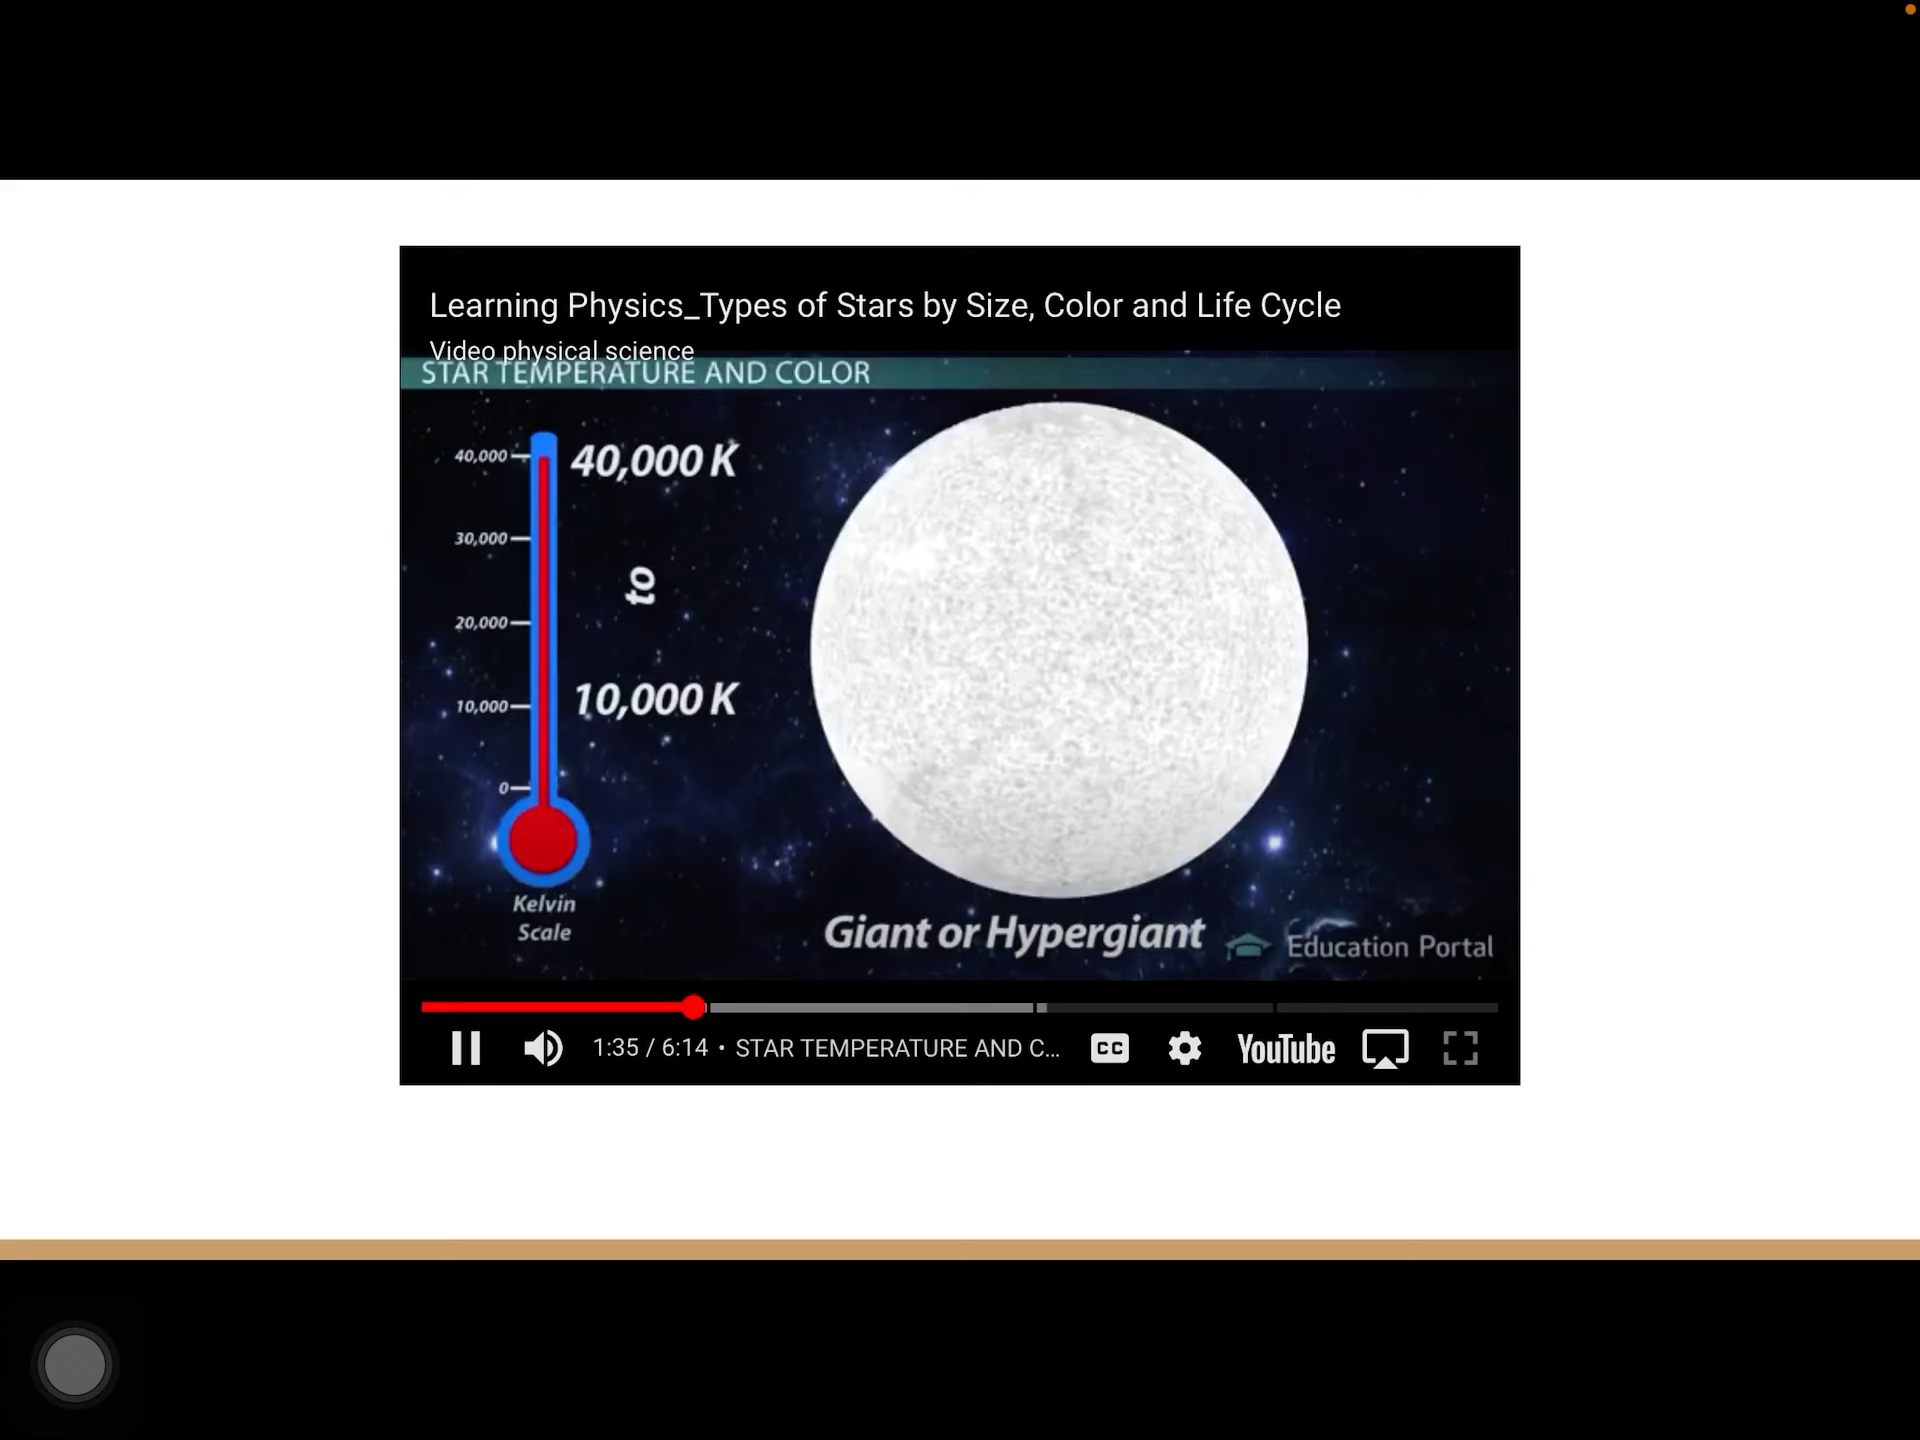 Learning Physics_Types of Stars by Size, Color and Life Cycle
Video physical science
STAR TEMPERATURE AND COLOR
40,000
40,000 K
30,000
to
20,000
10,000
10,000 K
0
Kelvin
Scale
Giant or Hypergiant
Education Portal
1:35 / 6:14 • STAR TEMPERATURE AND C...
CC
YouTube